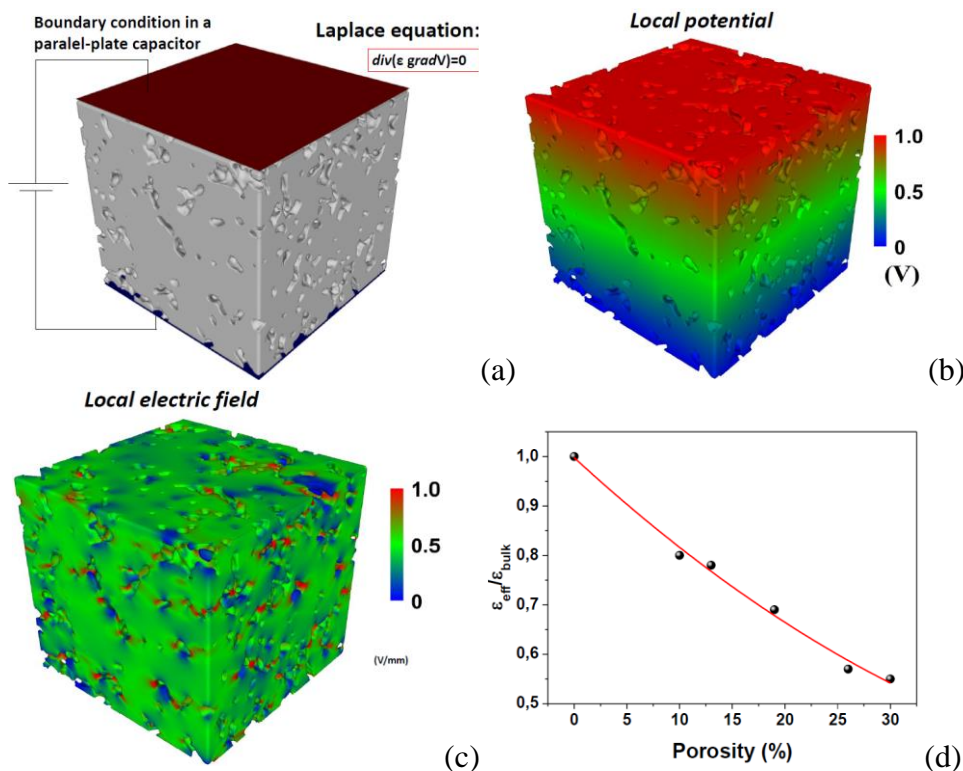 Boundary condition in a
paralel-plate capacitor
Laplace equation:
div(ε gradV)=0
(a)
Local potential
1.0
0.5
0
(V)
(b)
Local electric field
1.0
0.5
0
(V/mm)
(c)
1,0
0,9
0,8
0,7
0,6
0,5
εeff/εbulk
0 5 10 15 20 25 30
Porosity (%)
(d)